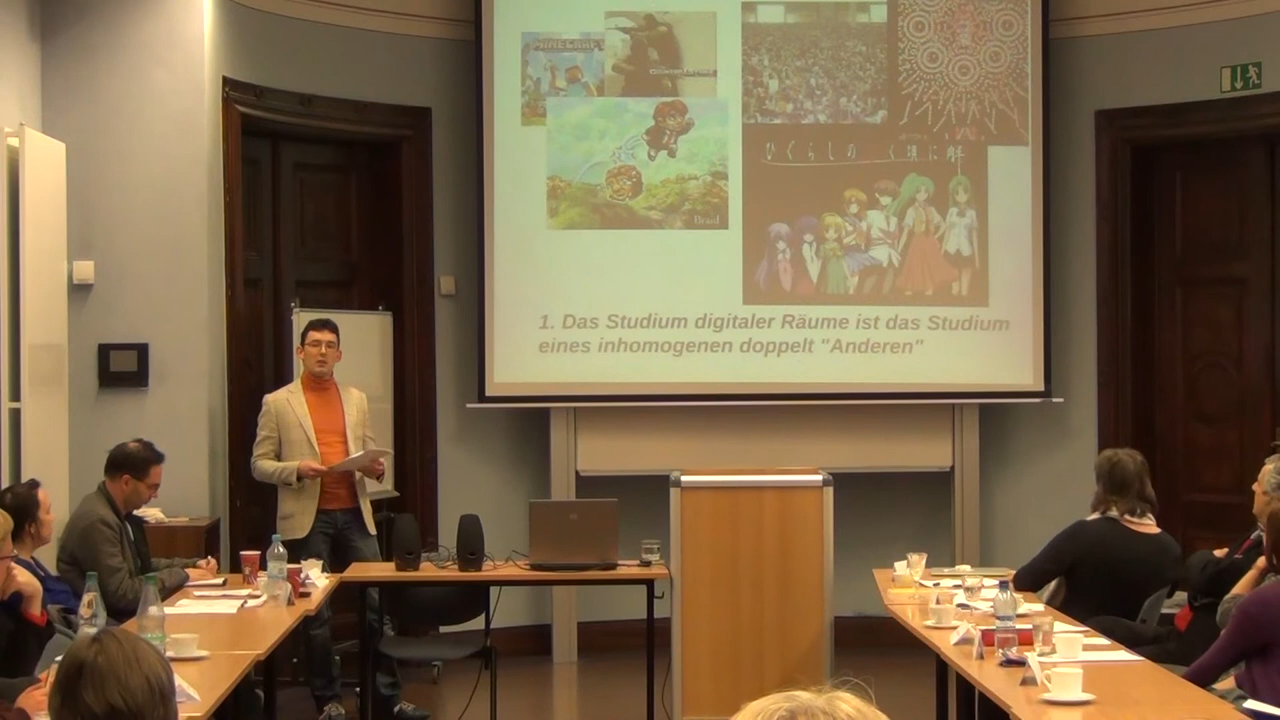 MINECRAFT
Braid
ひぐらしの く頃に解
1. Das Studium digitaler Räume ist das Studium
eines inhomogenen doppelt "Anderen"